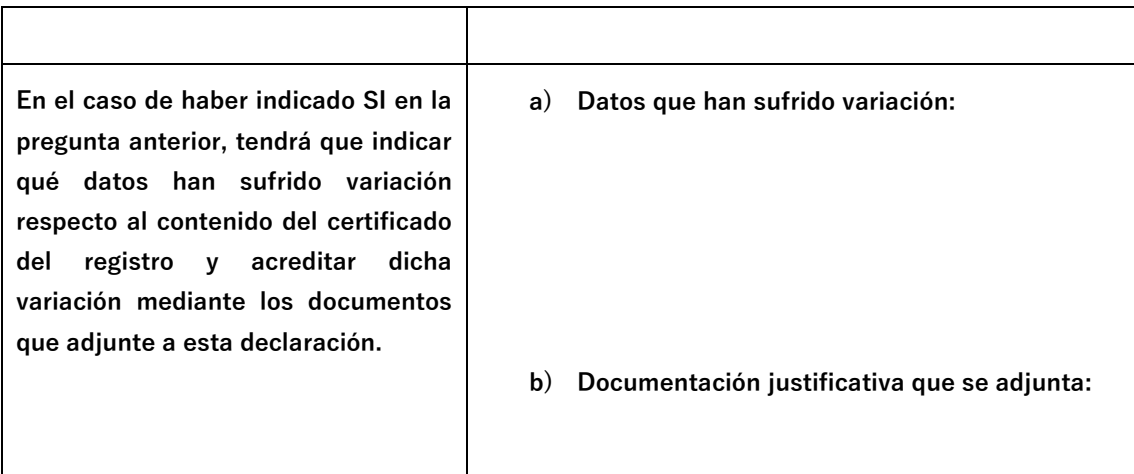 En el caso de haber indicado SI en la
pregunta anterior, tendrá que indicar
qué datos han sufrido variación
respecto al contenido del certificado
del registro y acreditar dicha
variación mediante los documentos
que adjunte a esta declaración.
a) Datos que han sufrido variación:
b) Documentación justificativa que se adjunta: